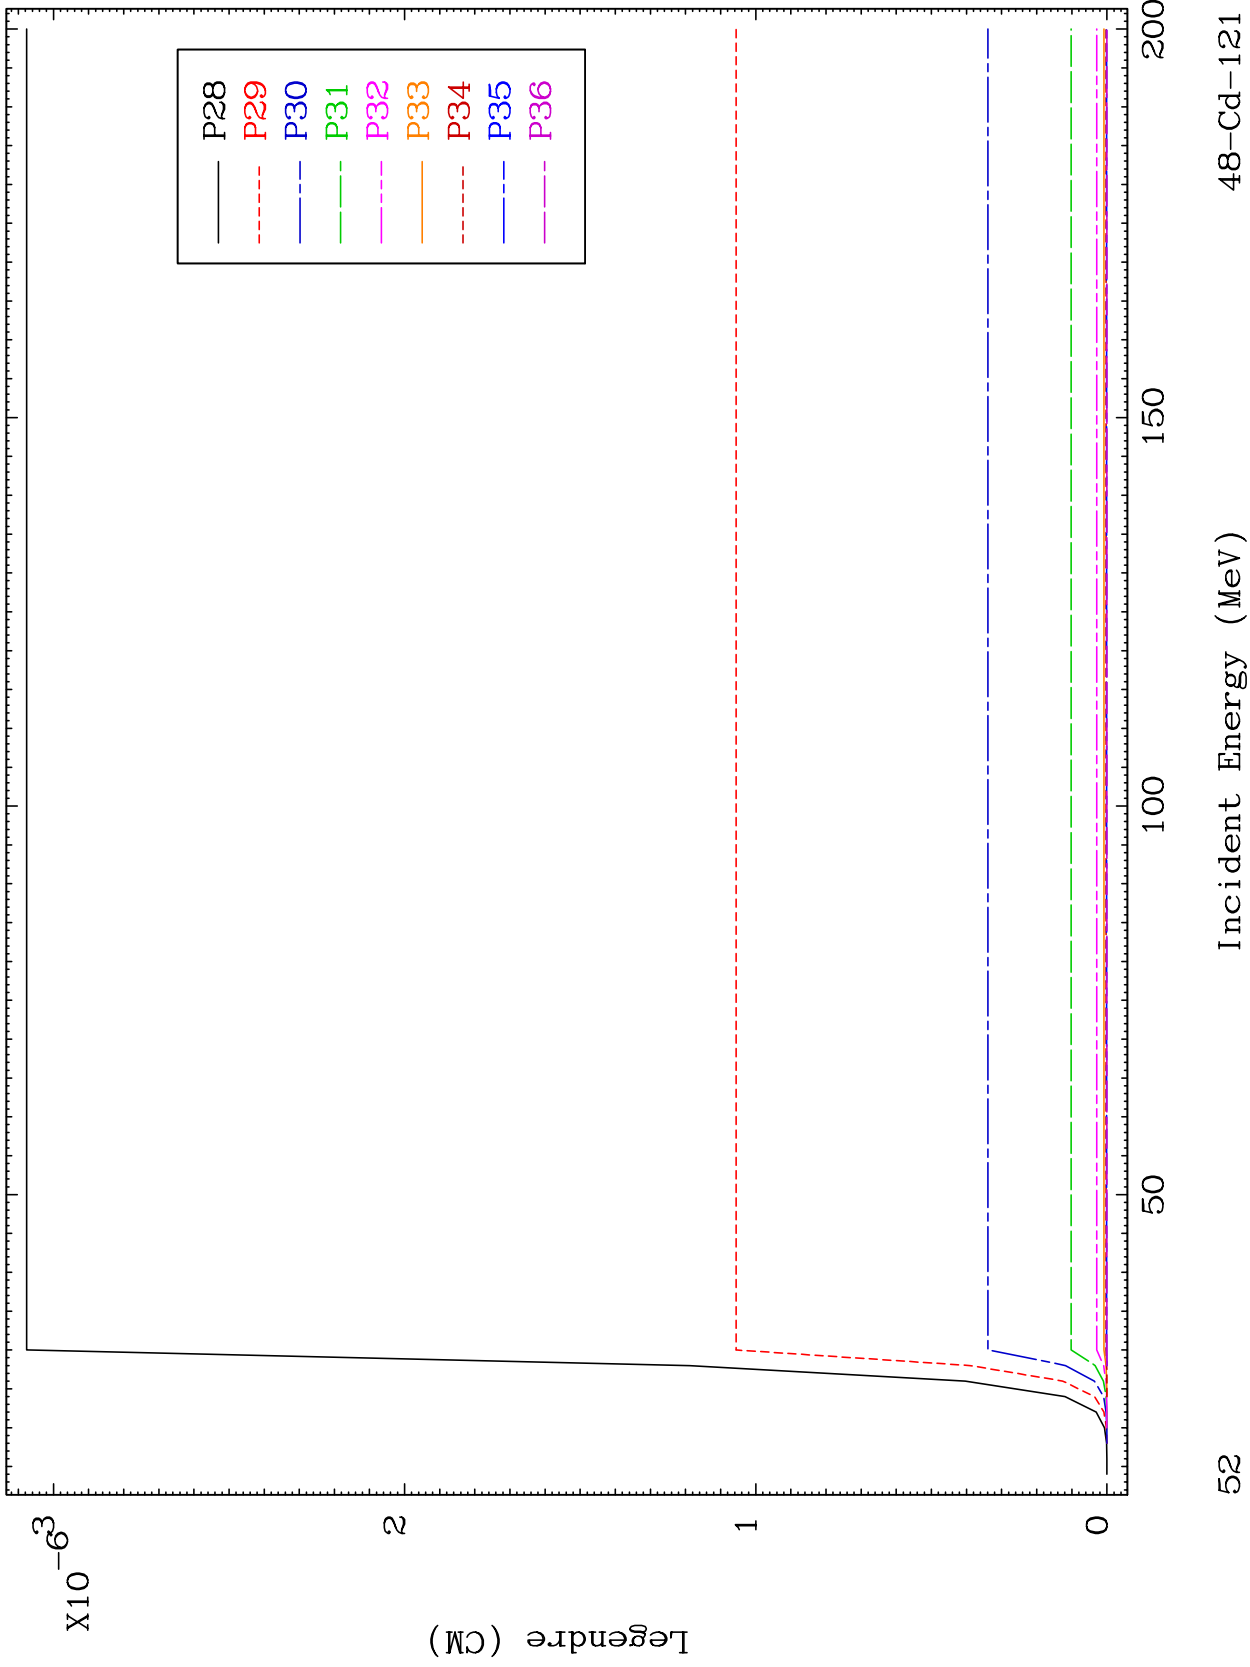 X10⁻⁶
3
2
1
0
Legendre (CM)
P28
P29
P30
P31
P32
P33
P34
P35
P36
50
100
150
200
Incident Energy (MeV)
52
48-Cd-121